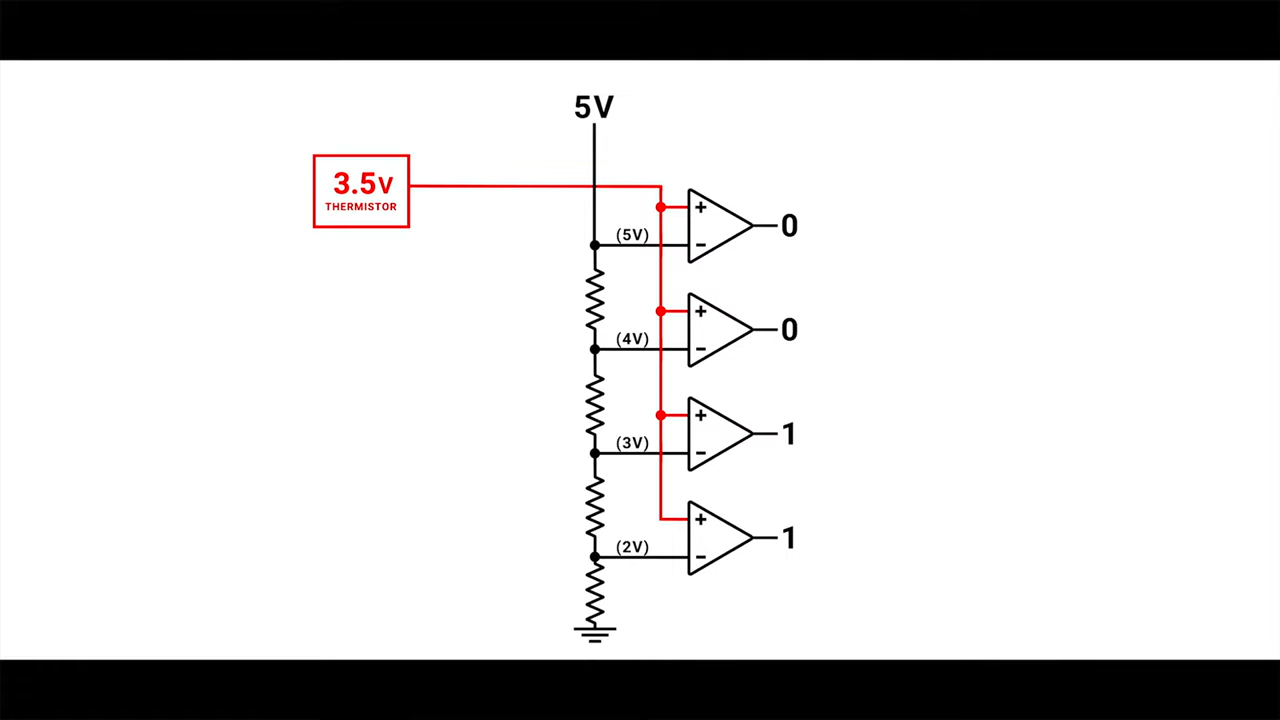 5V
3.5V
THERMISTOR
+
(5V)
-
0
+
(4V)
-
0
+
(3V)
-
1
+
(2V)
-
1